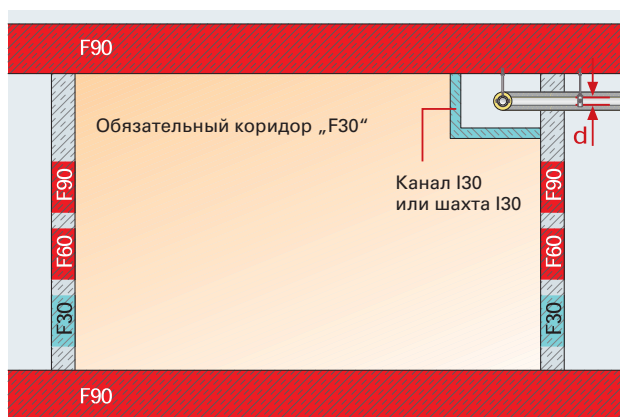 F90
Обязательный коридор „F30“
d
Канал I30
или шахта I30
F90
F60
F30
F90
F60
F30
F90